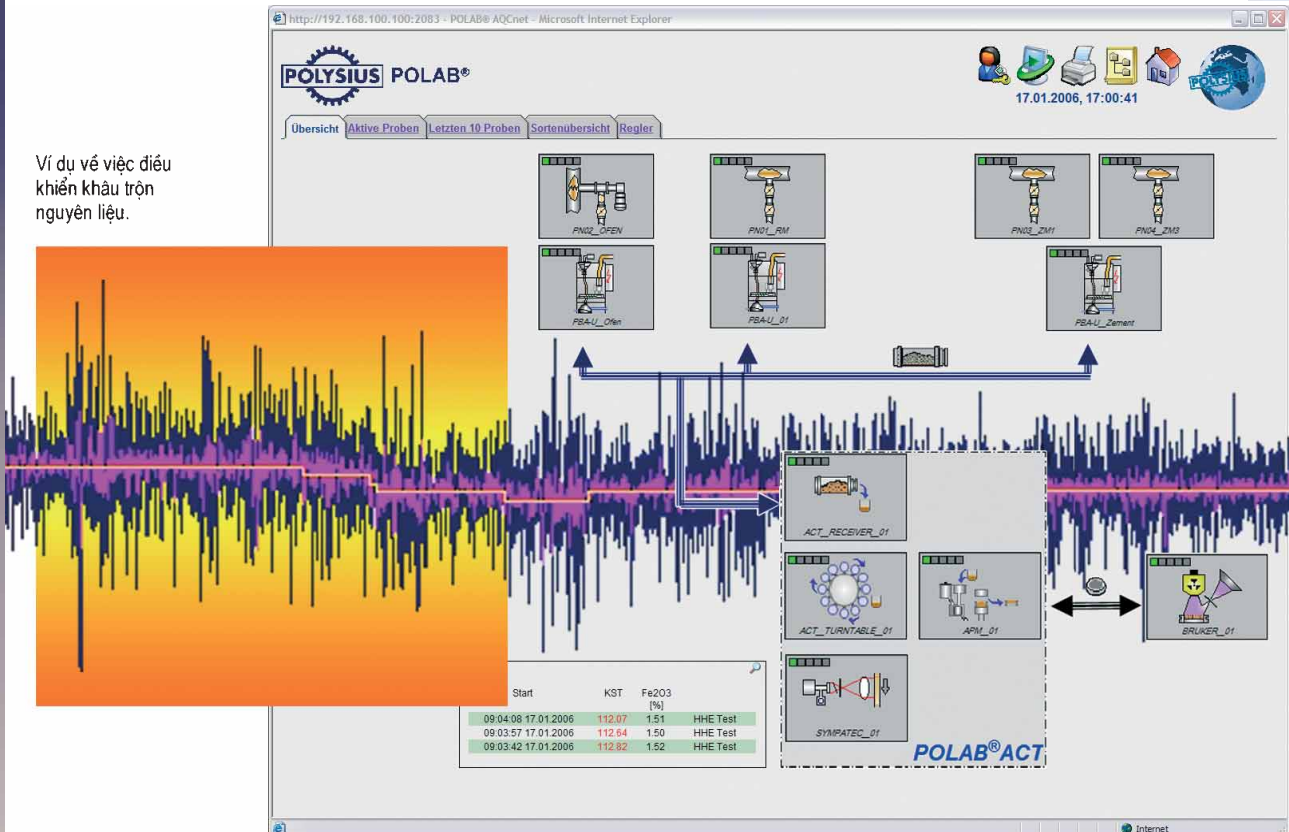 http://192.168.100.100:2083 - POLAB® AQCnet - Microsoft Internet Explorer
POLYSIUS POLAB®
POLYSIUS
17.01.2006, 17:00:41
Übersicht Aktive Proben Letzten 10 Proben Sortenübersicht Regler
Ví dụ về việc điều
khiển khâu trộn
nguyên liệu.
PN02_OFEN
PN01_RM
PN03_ZM1
PN04_ZM3
PBA-U_Ofen
PBA-U_01
PBA-U_Zement
ACT_RECEIVER_01
ACT_TURNTABLE_01
APM_01
BRUKER_01
SYMPATEC_01
POLAB®ACT
Start KST Fe2O3
[%]
09:04:08 17.01.2006 112.07 1.51 HHE Test
09:03:57 17.01.2006 112.64 1.50 HHE Test
09:03:42 17.01.2006 112.82 1.52 HHE Test
Internet